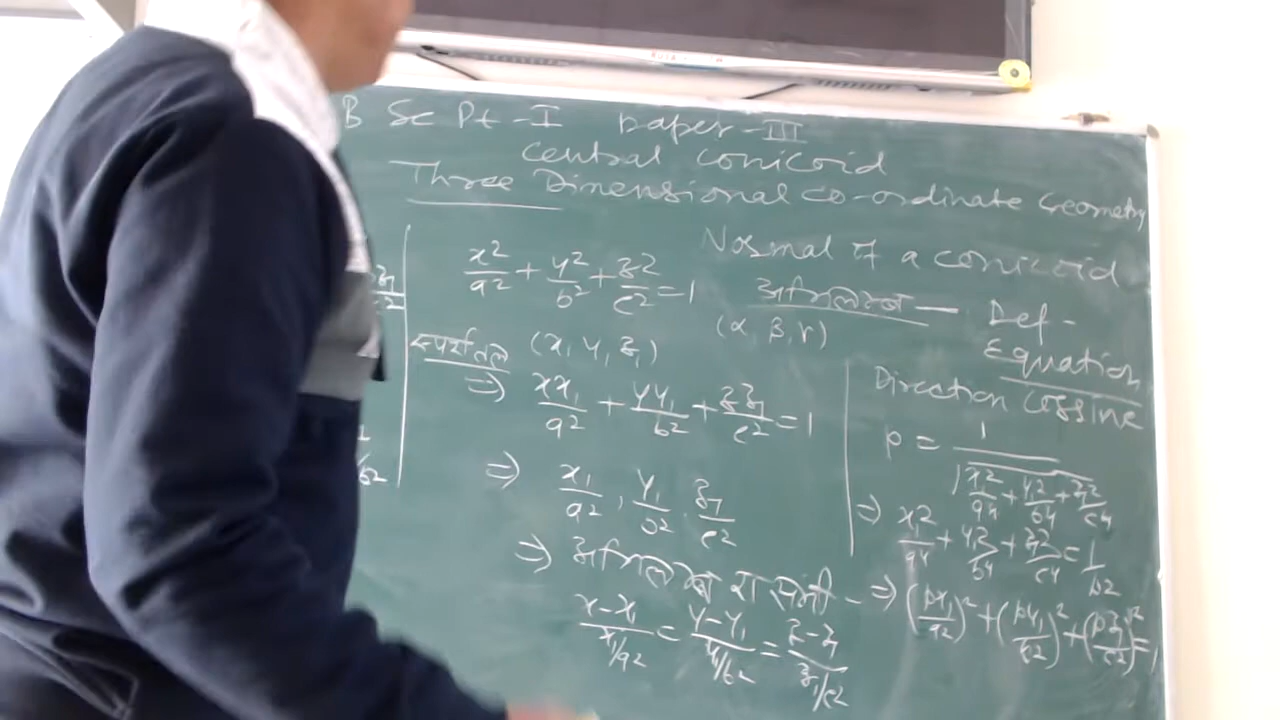 B Sc Pt-I Paper-III
Central Conicoid
Three Dimensional Co-ordinate Geometry
Normal of a conicoid
x²/a² + y²/b² + z²/c² = 1
अभिलम्ब — Def-
(α, β, γ)
Equation
स्पर्शतल (x₁ y₁ z₁)
⇒ xx₁/a² + yy₁/b² + zz₁/c² = 1
⇒ x₁/a², y₁/b², z₁/c²
⇒ अभिलम्ब
(x-x₁)/(x₁/a²) = (y-y₁)/(y₁/b²) = (z-z₁)/(z₁/c²)
Direction Cossine
p = 1/√(x₁²/a⁴ + y₁²/b⁴ + z₁²/c⁴)
⇒ x₁²/a⁴ + y₁²/b⁴ + z₁²/c⁴ = 1/p²
⇒ (px₁/a²)² + (py₁/b²)² + (pz₁/c²)² = 1